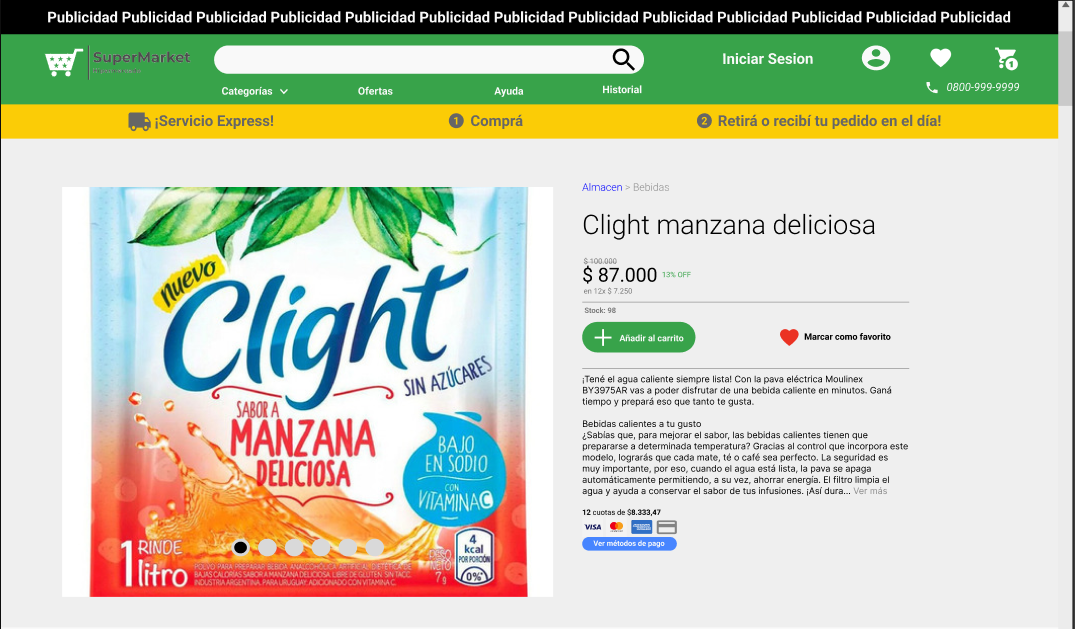 Publicidad Publicidad Publicidad Publicidad Publicidad Publicidad Publicidad Publicidad Publicidad Publicidad Publicidad Publicidad Publicidad
SuperMarket
Iniciar Sesion
1
Categorías
Ofertas
Ayuda
Historial
0800-999-9999
¡Servicio Express!
1 Comprá
2 Retirá o recibí tu pedido en el día!
Almacen > Bebidas
Clight manzana deliciosa
$ 100.000
$ 87.000 13% OFF
en 12x $ 7.250
Stock: 98
Añadir al carrito
Marcar como favorito
¡Tené el agua caliente siempre lista! Con la pava eléctrica Moulinex
BY3975AR vas a poder disfrutar de una bebida caliente en minutos. Ganá
tiempo y prepará eso que tanto te gusta.
Bebidas calientes a tu gusto
¿Sabías que, para mejorar el sabor, las bebidas calientes tienen que
prepararse a determinada temperatura? Gracias al control que incorpora este
modelo, lograrás que cada mate, té o café sea perfecto. La seguridad es
muy importante, por eso, cuando el agua está lista, la pava se apaga
automáticamente permitiendo, a su vez, ahorrar energía. El filtro limpia el
agua y ayuda a conservar el sabor de tus infusiones. ¡Así dura... Ver más
12 cuotas de $8.333,47
VISA
Ver métodos de pago
nuevo
Clight
SIN AZÚCARES
SABOR A
MANZANA
DELICIOSA
BAJO
EN SODIO
CON
VITAMINA C
RINDE
1 litro
PESO
NETO
7g
4
kcal
POR PORCIÓN
0%
POLVO PARA PREPARAR BEBIDA ANALCOHÓLICA ARTIFICIAL DIETÉTICA DE
BAJAS CALORÍAS SABOR A MANZANA DELICIOSA. LIBRE DE GLUTEN. SIN TACC.
INDUSTRIA ARGENTINA. PARA URUGUAY: ADICIONADO CON VITAMINA C.